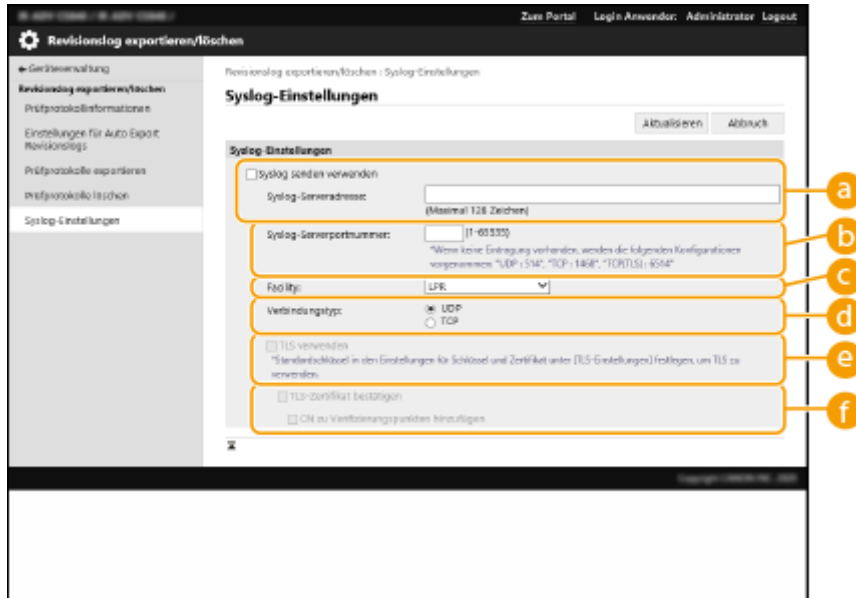 Zum Portal Login Anwender: Administrator Logout
Revisionslog exportieren/löschen
Geräteverwaltung
Revisionslog exportieren/löschen : Syslog-Einstellungen
Revisionslog exportieren/löschen
Syslog-Einstellungen
Prüfprotokollinformationen
Aktualisieren Abbruch
Einstellungen für Auto Export
Revisionslogs
Syslog-Einstellungen
Prüfprotokolle exportieren
Syslog senden verwenden
a
Prüfprotokolle löschen
Syslog-Serveradresse:
(Maximal 128 Zeichen)
Syslog-Einstellungen
Syslog-Serverportnummer:
(1-65535)
b
*Wenn keine Eintragung vorhanden, werden die folgenden Konfigurationen
vorgenommen: "UDP : 514", "TCP : 1468", "TCP(TLS) : 6514"
Facility:
LPR
c
Verbindungstyp:
UDP
TCP
d
TLS verwenden
*Standardschlüssel in den Einstellungen für Schlüssel und Zertifikat unter [TLS-Einstellungen] festlegen, um TLS zu
verwenden.
e
TLS-Zertifikat bestätigen
CN zu Verifizierungspunkten hinzufügen
f
Copyright CANON INC.